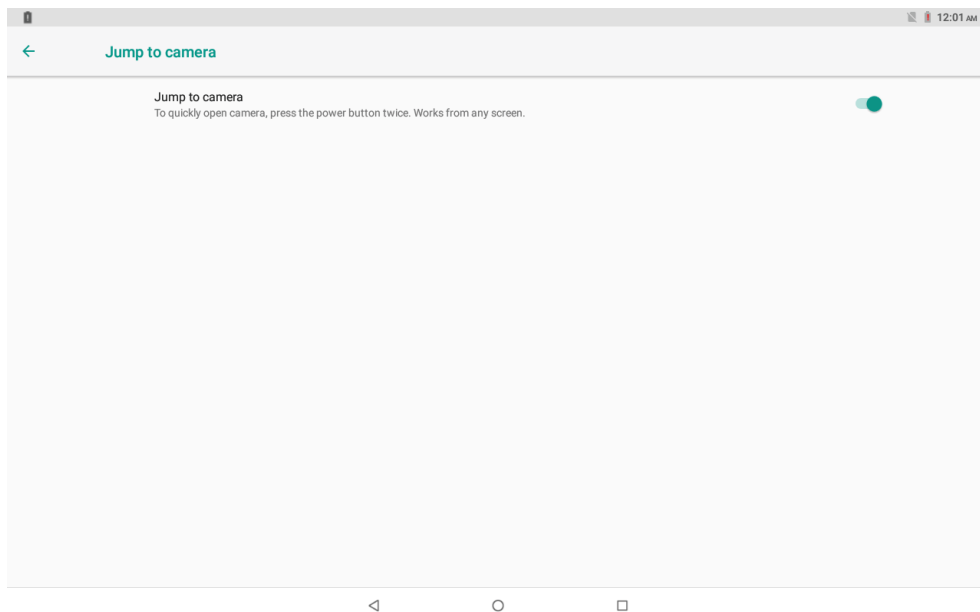 12:01 AM
Jump to camera
Jump to camera
To quickly open camera, press the power button twice. Works from any screen.